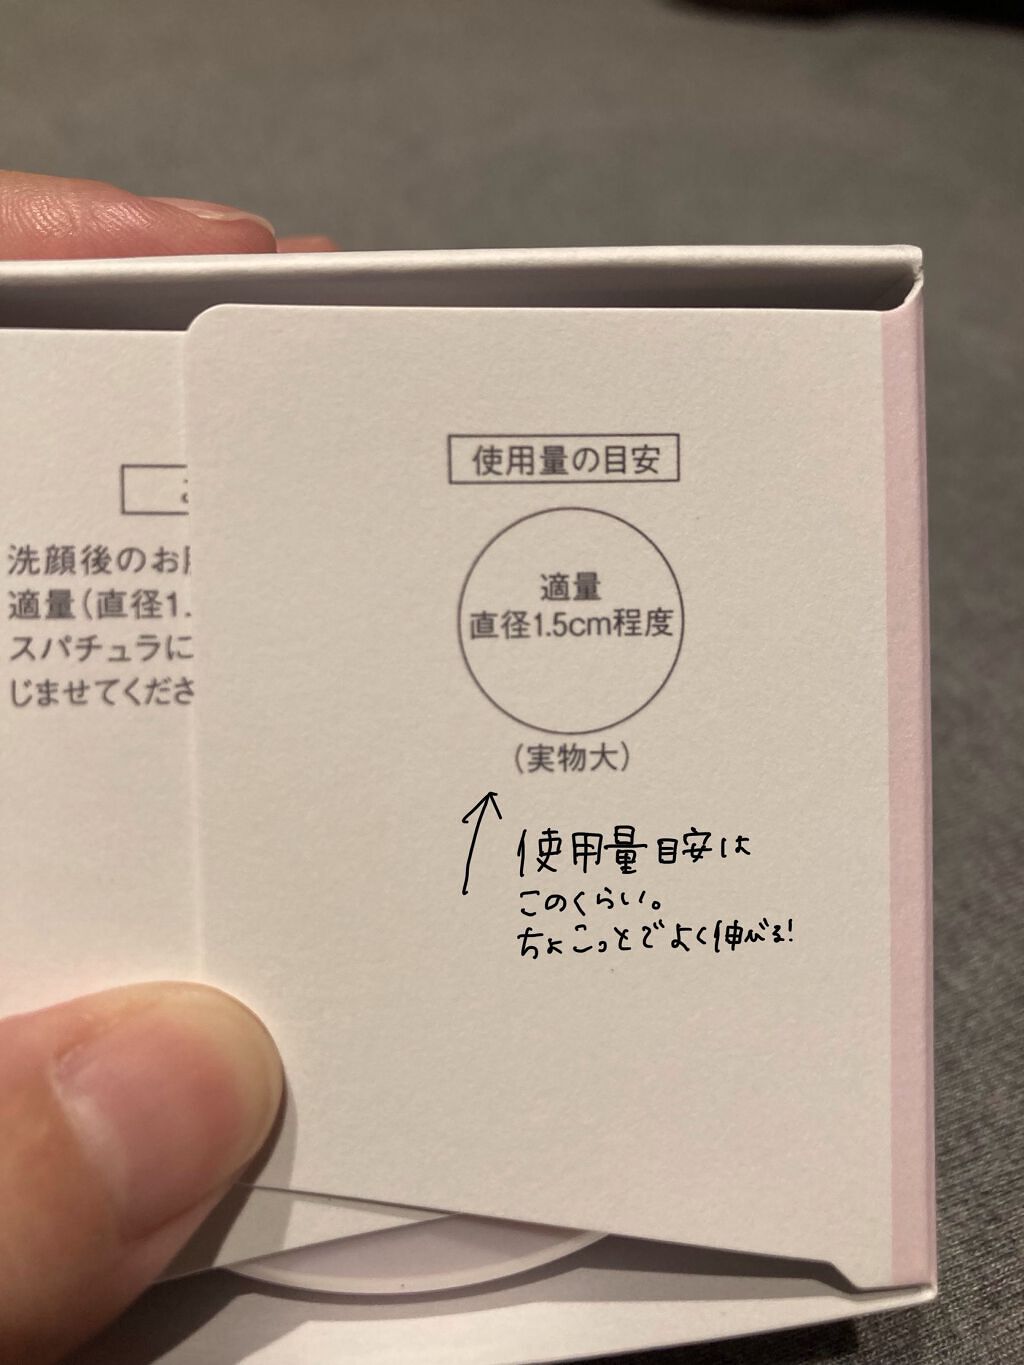 洗顔後のお
適量(直径1.
スパチュラに
じませてくださ
使用量の目安
適量
直径1.5cm程度
(実物大)
使用量目安は
このくらい。
ちょこっとでよく伸びる!